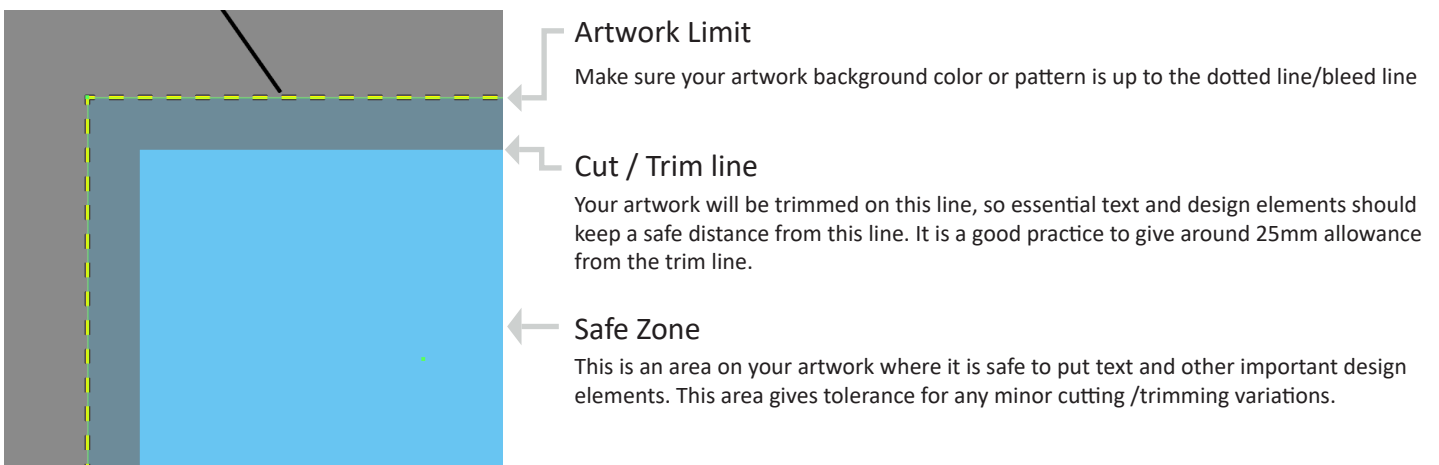 Artwork Limit
Make sure your artwork background color or pattern is up to the dotted line/bleed line
Cut / Trim line
Your artwork will be trimmed on this line, so essential text and design elements should
keep a safe distance from this line. It is a good practice to give around 25mm allowance
from the trim line.
Safe Zone
This is an area on your artwork where it is safe to put text and other important design
elements. This area gives tolerance for any minor cutting /trimming variations.